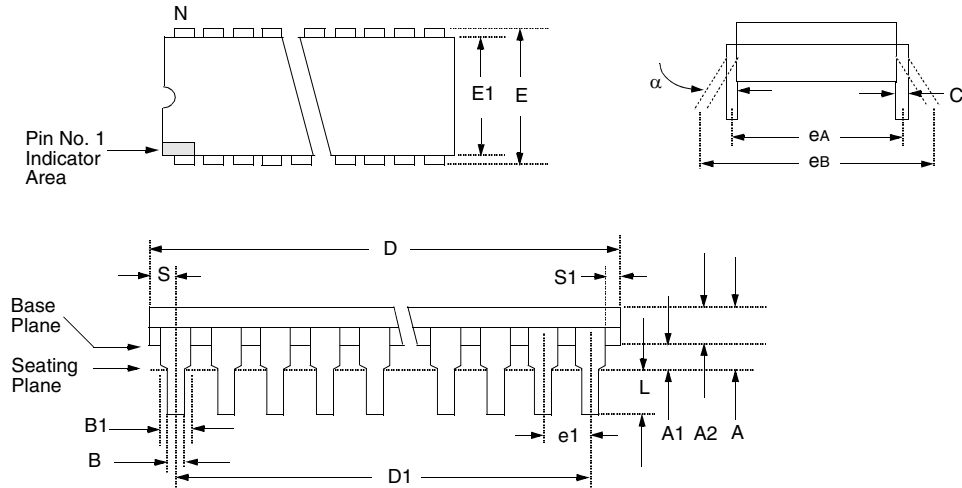 N
E1
E
Pin No. 1
Indicator
Area
α
C
eA
eB
D
S
S1
Base
Plane
Seating
Plane
L
B1
e1
A1
A2
A
B
D1